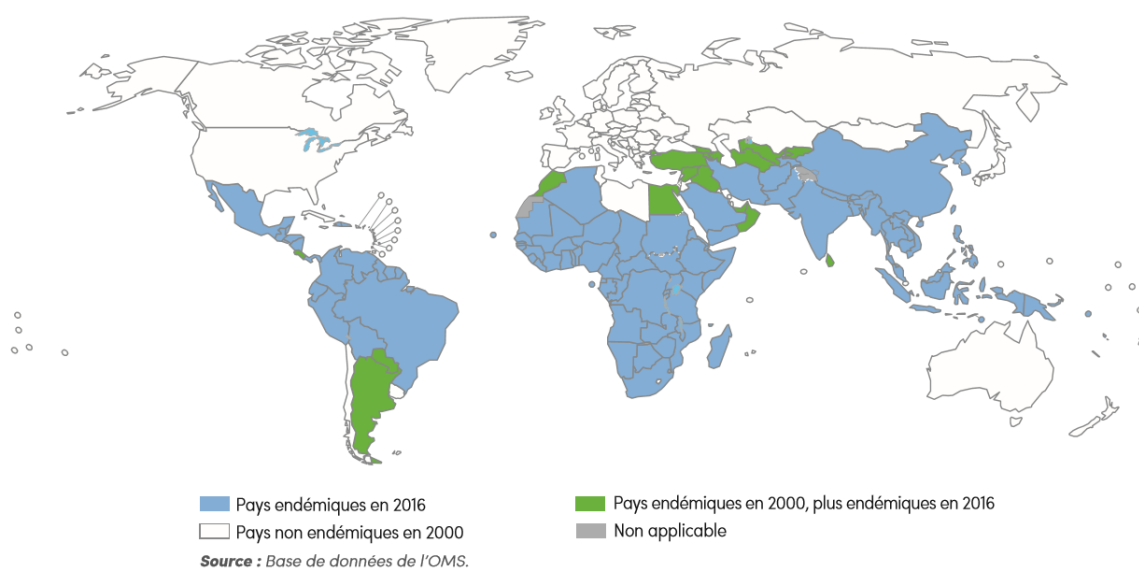 Pays endémiques en 2016
Pays endémiques en 2000, plus endémiques en 2016
Pays non endémiques en 2000
Non applicable
Source : Base de données de l'OMS.